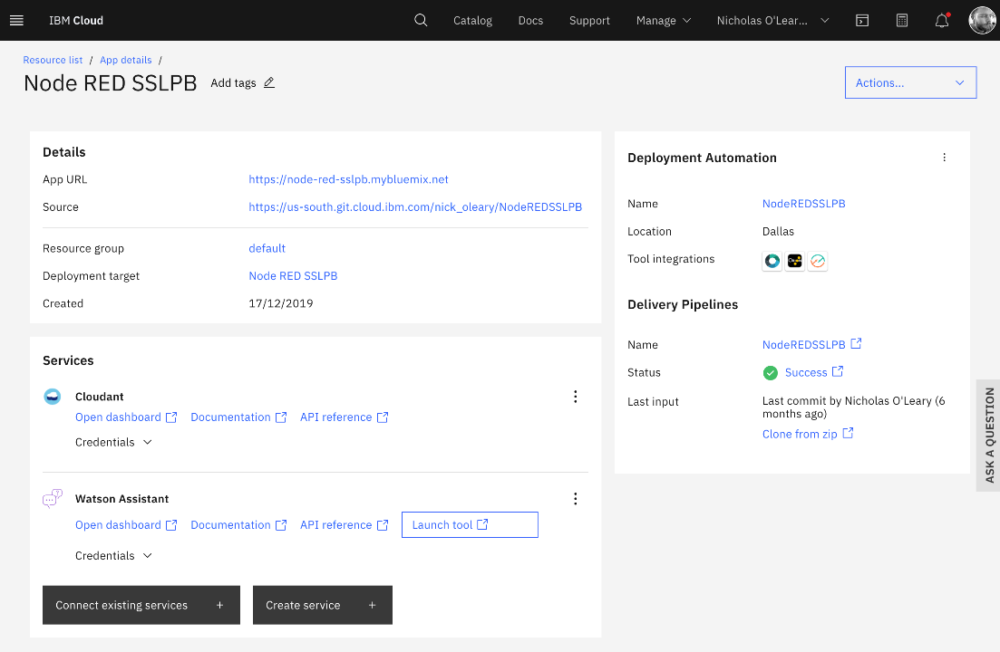 IBM Cloud
Catalog
Docs
Support
Manage
Nicholas O'Lear...
Resource list / App details /
Node RED SSLPB
Add tags
Actions...
Details
App URL
https://node-red-sslpb.mybluemix.net
Source
https://us-south.git.cloud.ibm.com/nick_oleary/NodeREDSSLPB
Resource group
default
Deployment target
Node RED SSLPB
Created
17/12/2019
Services
Cloudant
Open dashboard
Documentation
API reference
Credentials
Watson Assistant
Open dashboard
Documentation
API reference
Launch tool
Credentials
Connect existing services +
Create service +
Deployment Automation
Name
NodeREDSSLPB
Location
Dallas
Tool integrations
Delivery Pipelines
Name
NodeREDSSLPB
Status
Success
Last input
Last commit by Nicholas O'Leary (6
months ago)
Clone from zip
ASK A QUESTION